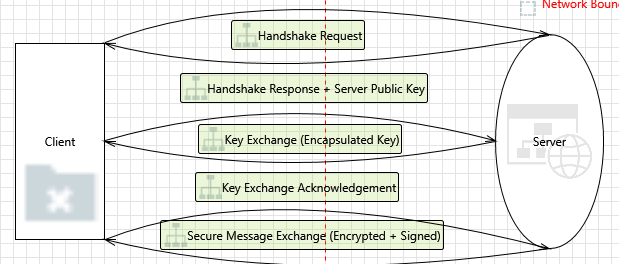 Network Boun
Handshake Request
Handshake Response + Server Public Key
Client
Key Exchange (Encapsulated Key)
Server
Key Exchange Acknowledgement
Secure Message Exchange (Encrypted + Signed)